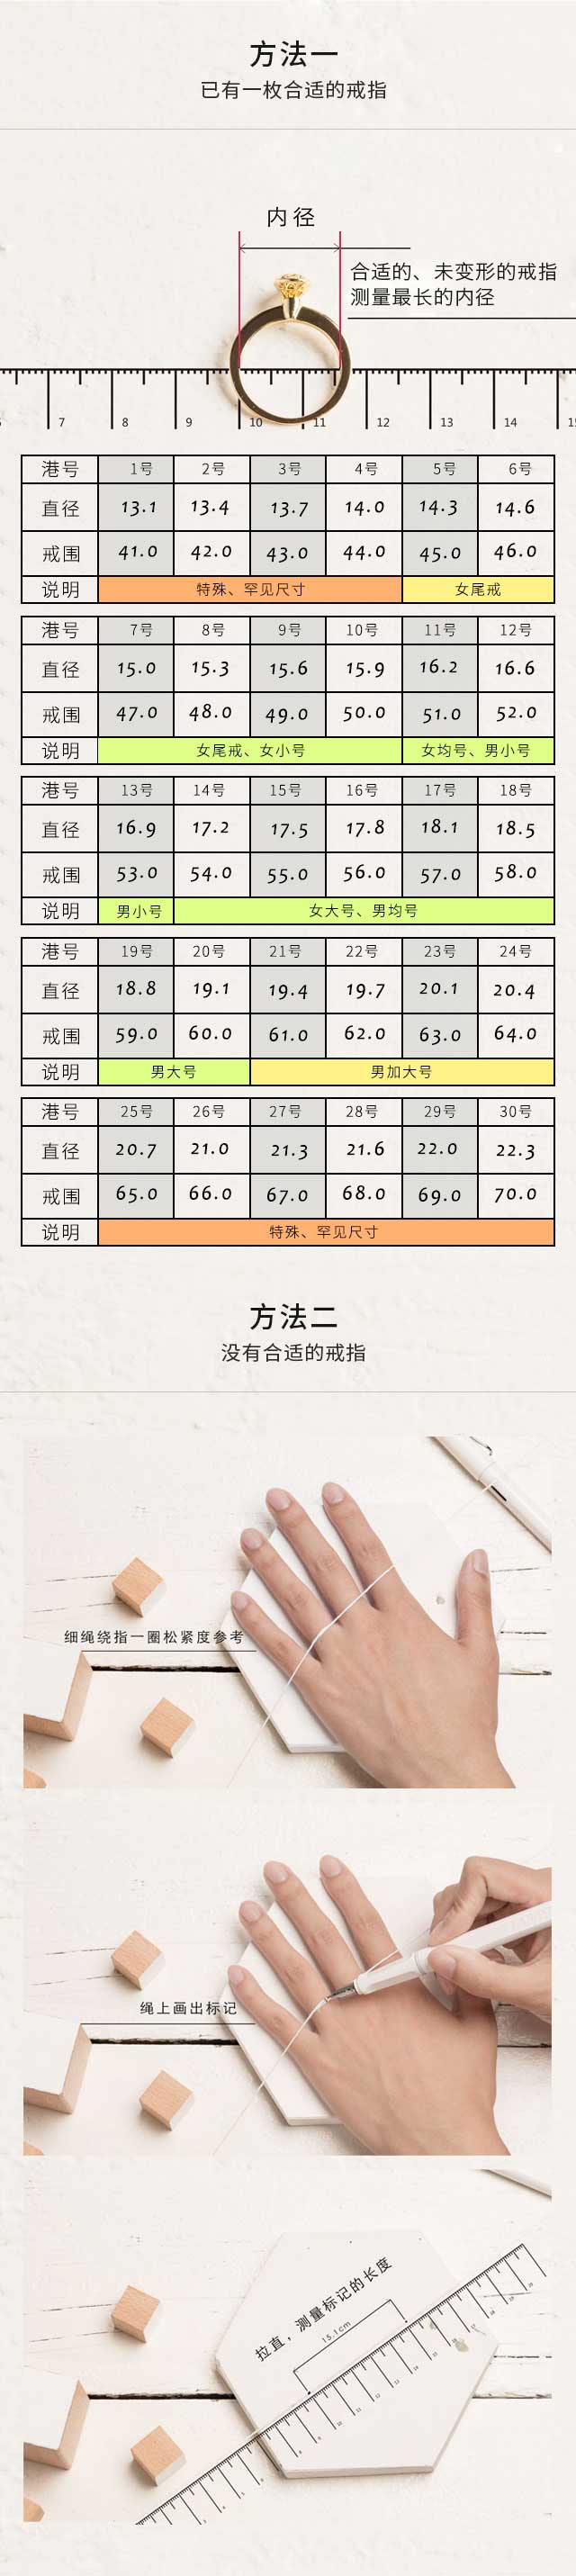 方法一
已有一枚合适的戒指
内径
合适的、未变形的戒指
测量最长的内径
7 8 9 10 11 12 13 14
港号 1号 2号 3号 4号 5号 6号
直径 13.1 13.4 13.7 14.0 14.3 14.6
戒围 41.0 42.0 43.0 44.0 45.0 46.0
说明 特殊、罕见尺寸 女尾戒
港号 7号 8号 9号 10号 11号 12号
直径 15.0 15.3 15.6 15.9 16.2 16.6
戒围 47.0 48.0 49.0 50.0 51.0 52.0
说明 女尾戒、女小号 女均号、男小号
港号 13号 14号 15号 16号 17号 18号
直径 16.9 17.2 17.5 17.8 18.1 18.5
戒围 53.0 54.0 55.0 56.0 57.0 58.0
说明 男小号 女大号、男均号
港号 19号 20号 21号 22号 23号 24号
直径 18.8 19.1 19.4 19.7 20.1 20.4
戒围 59.0 60.0 61.0 62.0 63.0 64.0
说明 男大号 男加大号
港号 25号 26号 27号 28号 29号 30号
直径 20.7 21.0 21.3 21.6 22.0 22.3
戒围 65.0 66.0 67.0 68.0 69.0 70.0
说明 特殊、罕见尺寸
方法二
没有合适的戒指
细绳绕指一圈松紧度参考
绳上画出标记
拉直，测量标记的长度
15.1cm